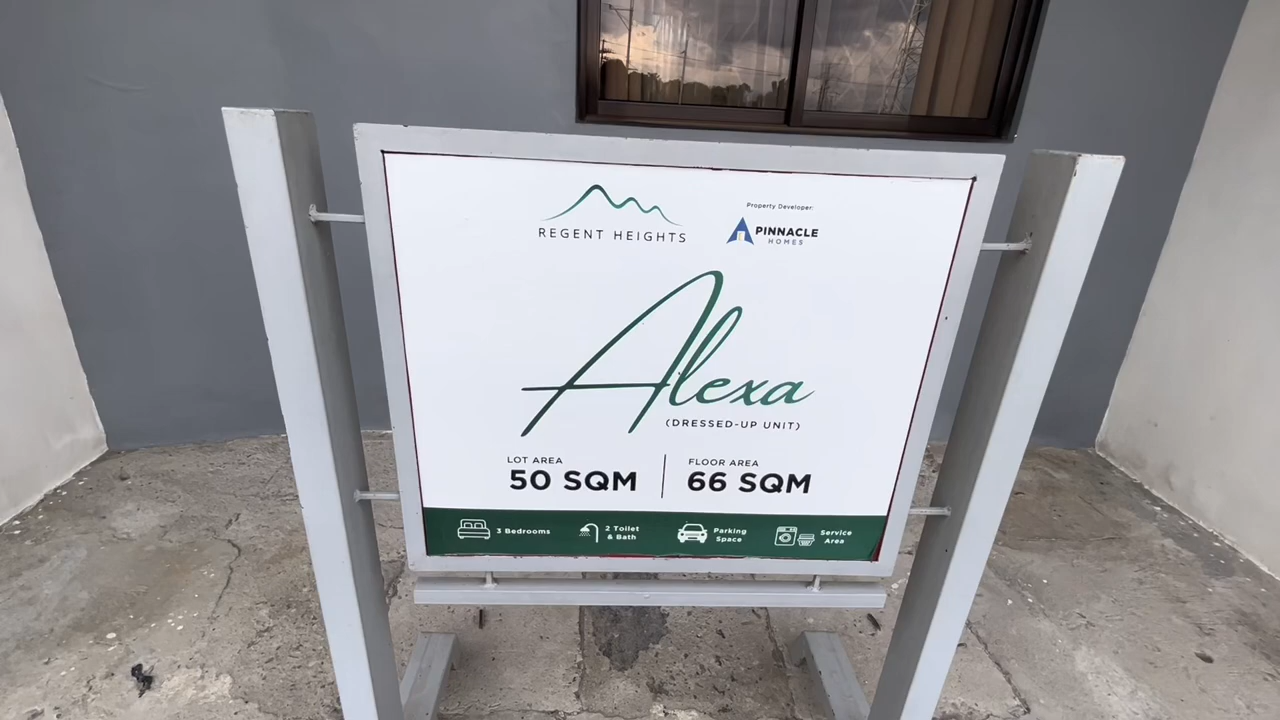 REGENT HEIGHTS
Property Developer:
PINNACLE
HOMES
Alexa
(DRESSED-UP UNIT)
LOT AREA
50 SQM
FLOOR AREA
66 SQM
3 Bedrooms
2 Toilet
& Bath
Parking
Space
Service
Area